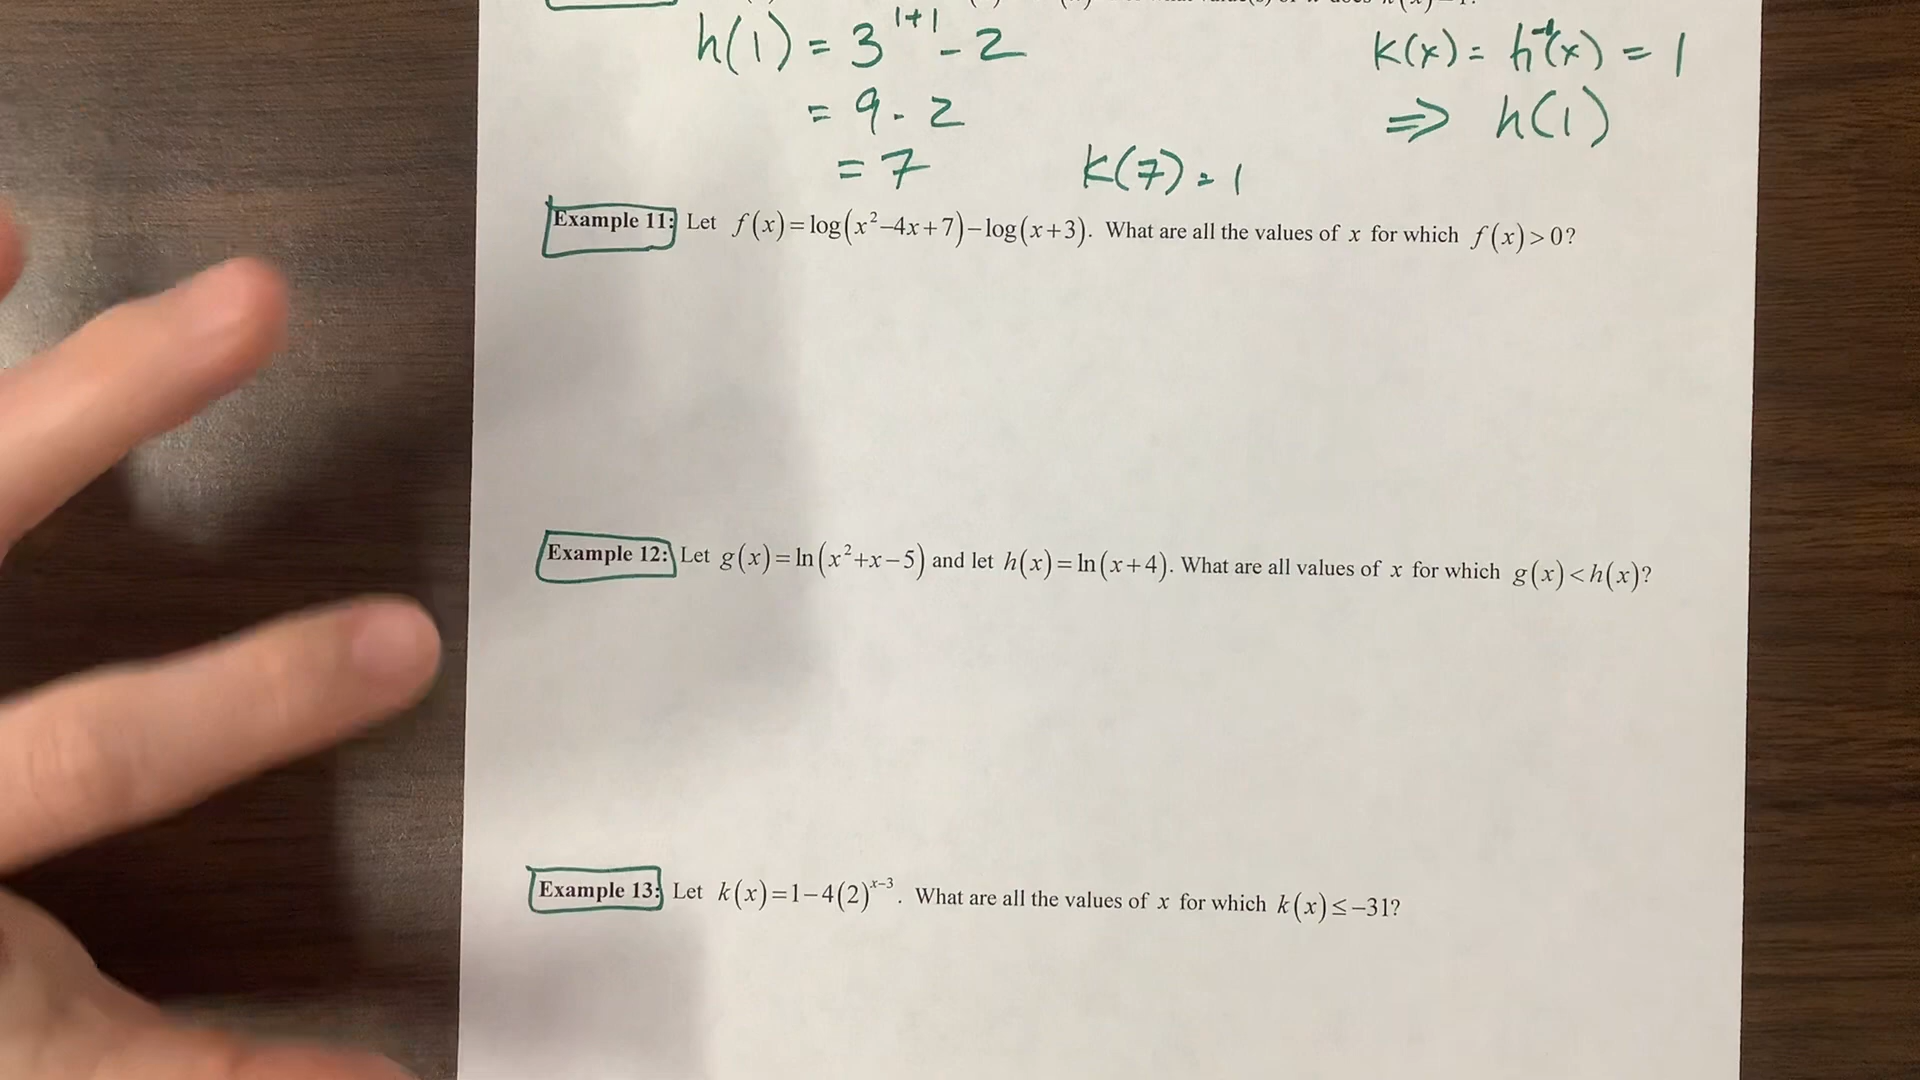 h(1) = 3^{1+1} - 2
k(x) = h^{-1}(x) = 1
= 9 - 2
⇒ h(1)
= 7
k(7) = 1
Example 11: Let f(x)=log(x²–4x+7)–log(x+3). What are all the values of x for which f(x)>0?
Example 12: Let g(x)=ln(x²+x–5) and let h(x)=ln(x+4). What are all values of x for which g(x)<h(x)?
Example 13: Let k(x)=1–4(2)^{x–3}. What are all the values of x for which k(x)≤–31?